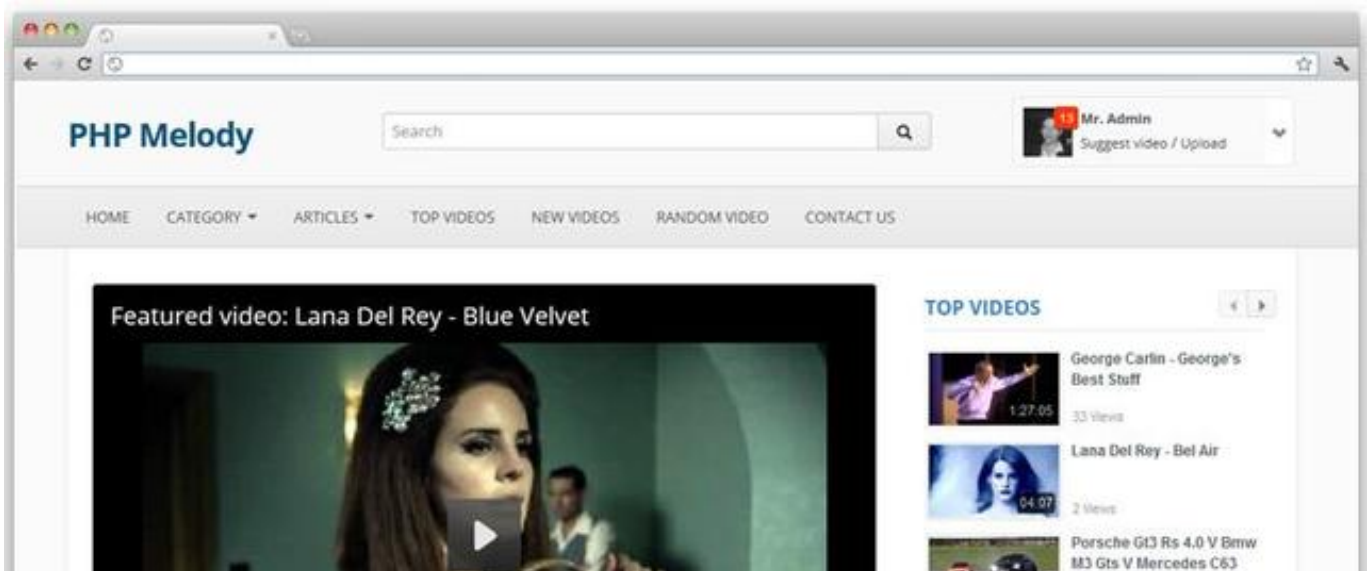 PHP Melody
Search
13
Mr. Admin
Suggest video / Upload
HOME CATEGORY ARTICLES TOP VIDEOS NEW VIDEOS RANDOM VIDEO CONTACT US
Featured video: Lana Del Rey - Blue Velvet
TOP VIDEOS
George Carlin - George's
Best Stuff
1:27:05
33 Views
Lana Del Rey - Bel Air
04:07
2 Views
Porsche Gt3 Rs 4.0 V Bmw
M3 Gts V Mercedes C63